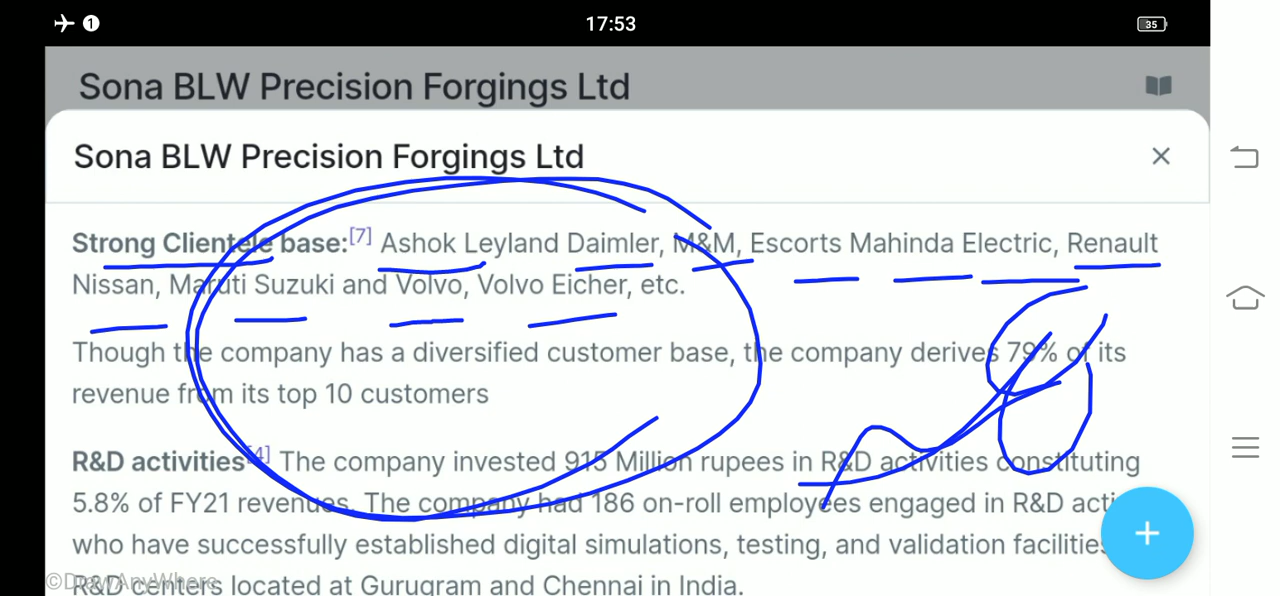 1
17:53
35
Sona BLW Precision Forgings Ltd
Sona BLW Precision Forgings Ltd
Strong Clientele base:[7] Ashok Leyland Daimler, M&M, Escorts Mahinda Electric, Renault
Nissan, Maruti Suzuki and Volvo, Volvo Eicher, etc.
Though the company has a diversified customer base, the company derives 79% of its
revenue from its top 10 customers
R&D activities[4] The company invested 915 Million rupees in R&D activities constituting
5.8% of FY21 revenues. The company had 186 on-roll employees engaged in R&D acti
who have successfully established digital simulations, testing, and validation facilities
R&D centers located at Gurugram and Chennai in India.
©DrawAnyWhere